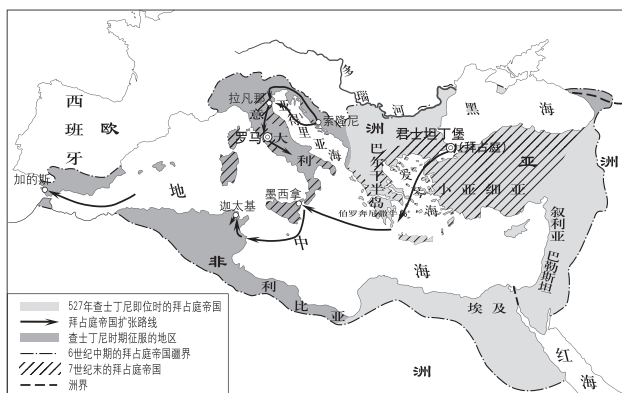 多瑙河
黑海
西班牙
欧洲
拉凡那
意大利
亚得里亚海
索隆尼
罗马
君士坦丁堡
(拜占庭)
亚洲
加的斯
地中海
墨西拿
迦太基
巴尔干半岛
爱琴海
小亚细亚
伯罗奔尼撒半岛
叙利亚
巴勒斯坦
非洲
利比亚
埃及
红海
527年查士丁尼即位时的拜占庭帝国
拜占庭帝国扩张路线
查士丁尼时期征服的地区
6世纪中期的拜占庭帝国疆界
7世纪末的拜占庭帝国
洲界